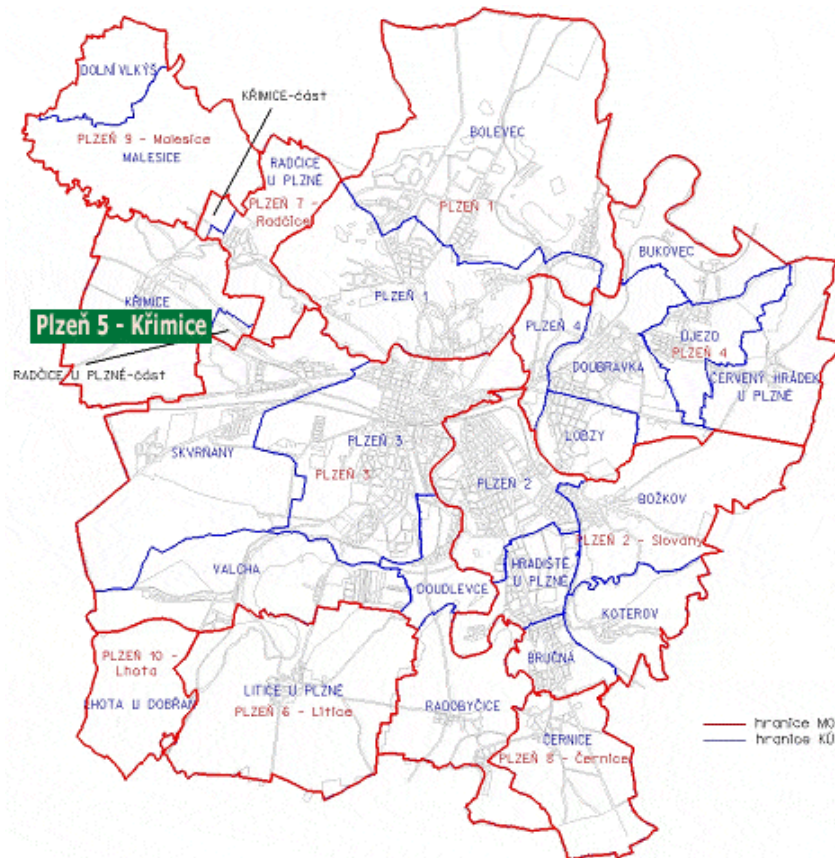 DOLNÍ VLKÝŠ
KŘIMICE-část
PLZEŇ 9 - Malesice
MALESICE
BOLEVEC
RADČICE
U PLZNĚ
PLZEŇ 7 -
Radčice
PLZEŇ 1
BUKOVEC
KŘIMICE
PLZEŇ 1
Plzeň 5 - Křimice
PLZEŇ 4
ÚJEZD
PLZEŇ 4
DOUBRAVKA
RADČICE U PLZNĚ-část
ČERVENÝ HRÁDEK
U PLZNĚ
LOBZY
PLZEŇ 3
SKVRŇANY
PLZEŇ 3
PLZEŇ 2
BOŽKOV
PLZEŇ 2 - Slovany
VALCHA
HRADIŠTĚ
U PLZNĚ
DOUDLEVCE
KOTEROV
PLZEŇ 10 -
Lhota
BRUČNÁ
LITICE U PLZNĚ
LHOTA U DOBŘAN
PLZEŇ 6 - Litice
RADOBYČICE
hranice MO
hranice KÚ
ČERNICE
PLZEŇ 8 - Černice